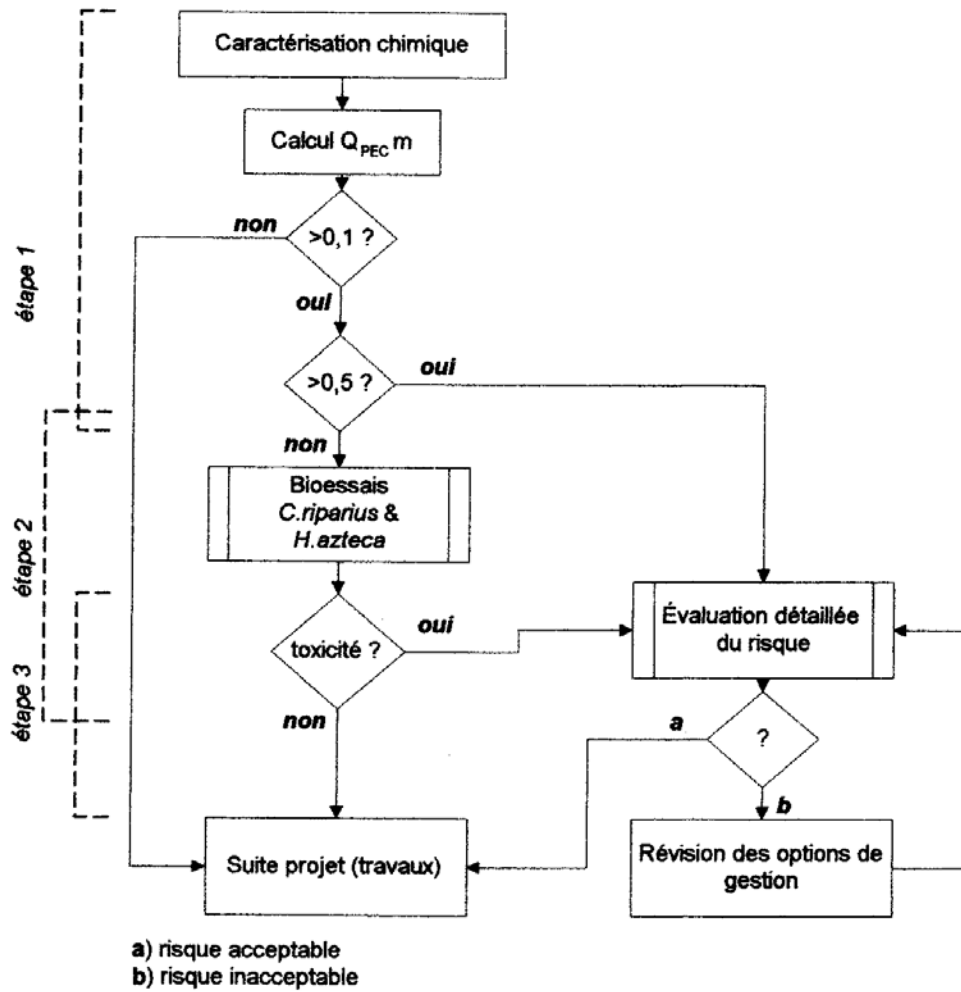 Caractérisation chimique
Calcul Q PEC m
non
>0,1 ?
oui
étape 1
>0,5 ?
oui
non
Bioessais
C.riparius &
H.azteca
étape 2
toxicité ?
oui
Évaluation détaillée
du risque
étape 3
non
a
?
b
Suite projet (travaux)
Révision des options de
gestion
a) risque acceptable
b) risque inacceptable